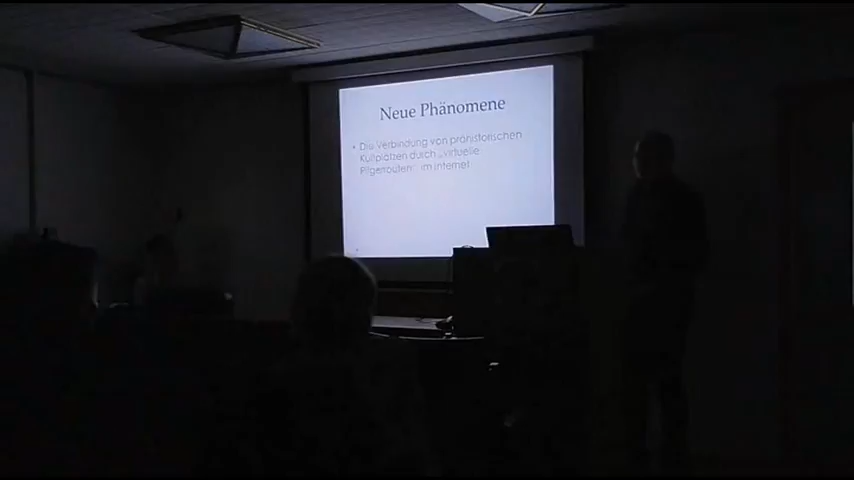 Neue Phänomene
• Die Verbindung von prähistorischen
Kultplätzen durch „virtuelle
Pilgerrouten“ im Internet